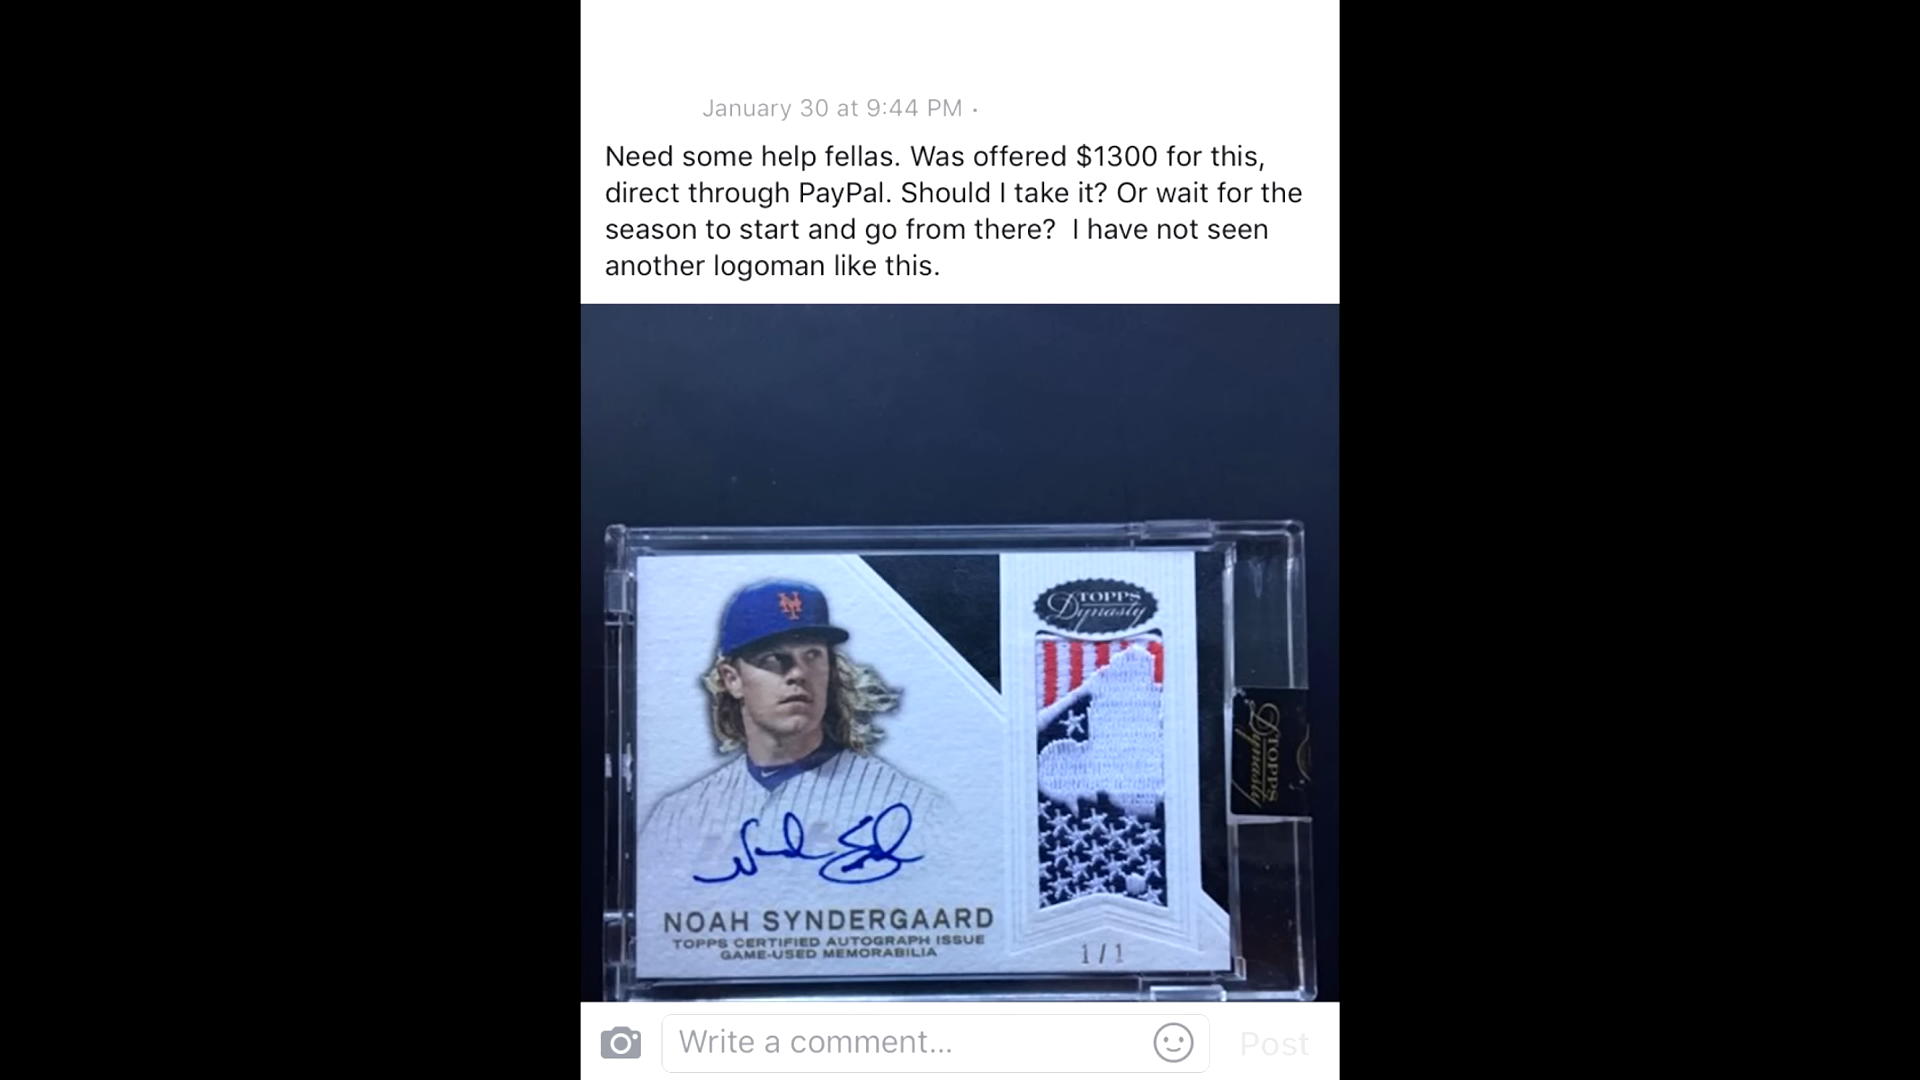 January 30 at 9:44 PM ·
Need some help fellas. Was offered $1300 for this,
direct through PayPal. Should I take it? Or wait for the
season to start and go from there?  I have not seen
another logoman like this.
TOPPS
Dynasty
TOPPS
Dynasty
NOAH SYNDERGAARD
TOPPS CERTIFIED AUTOGRAPH ISSUE
GAME-USED MEMORABILIA
1/1
Write a comment...
Post